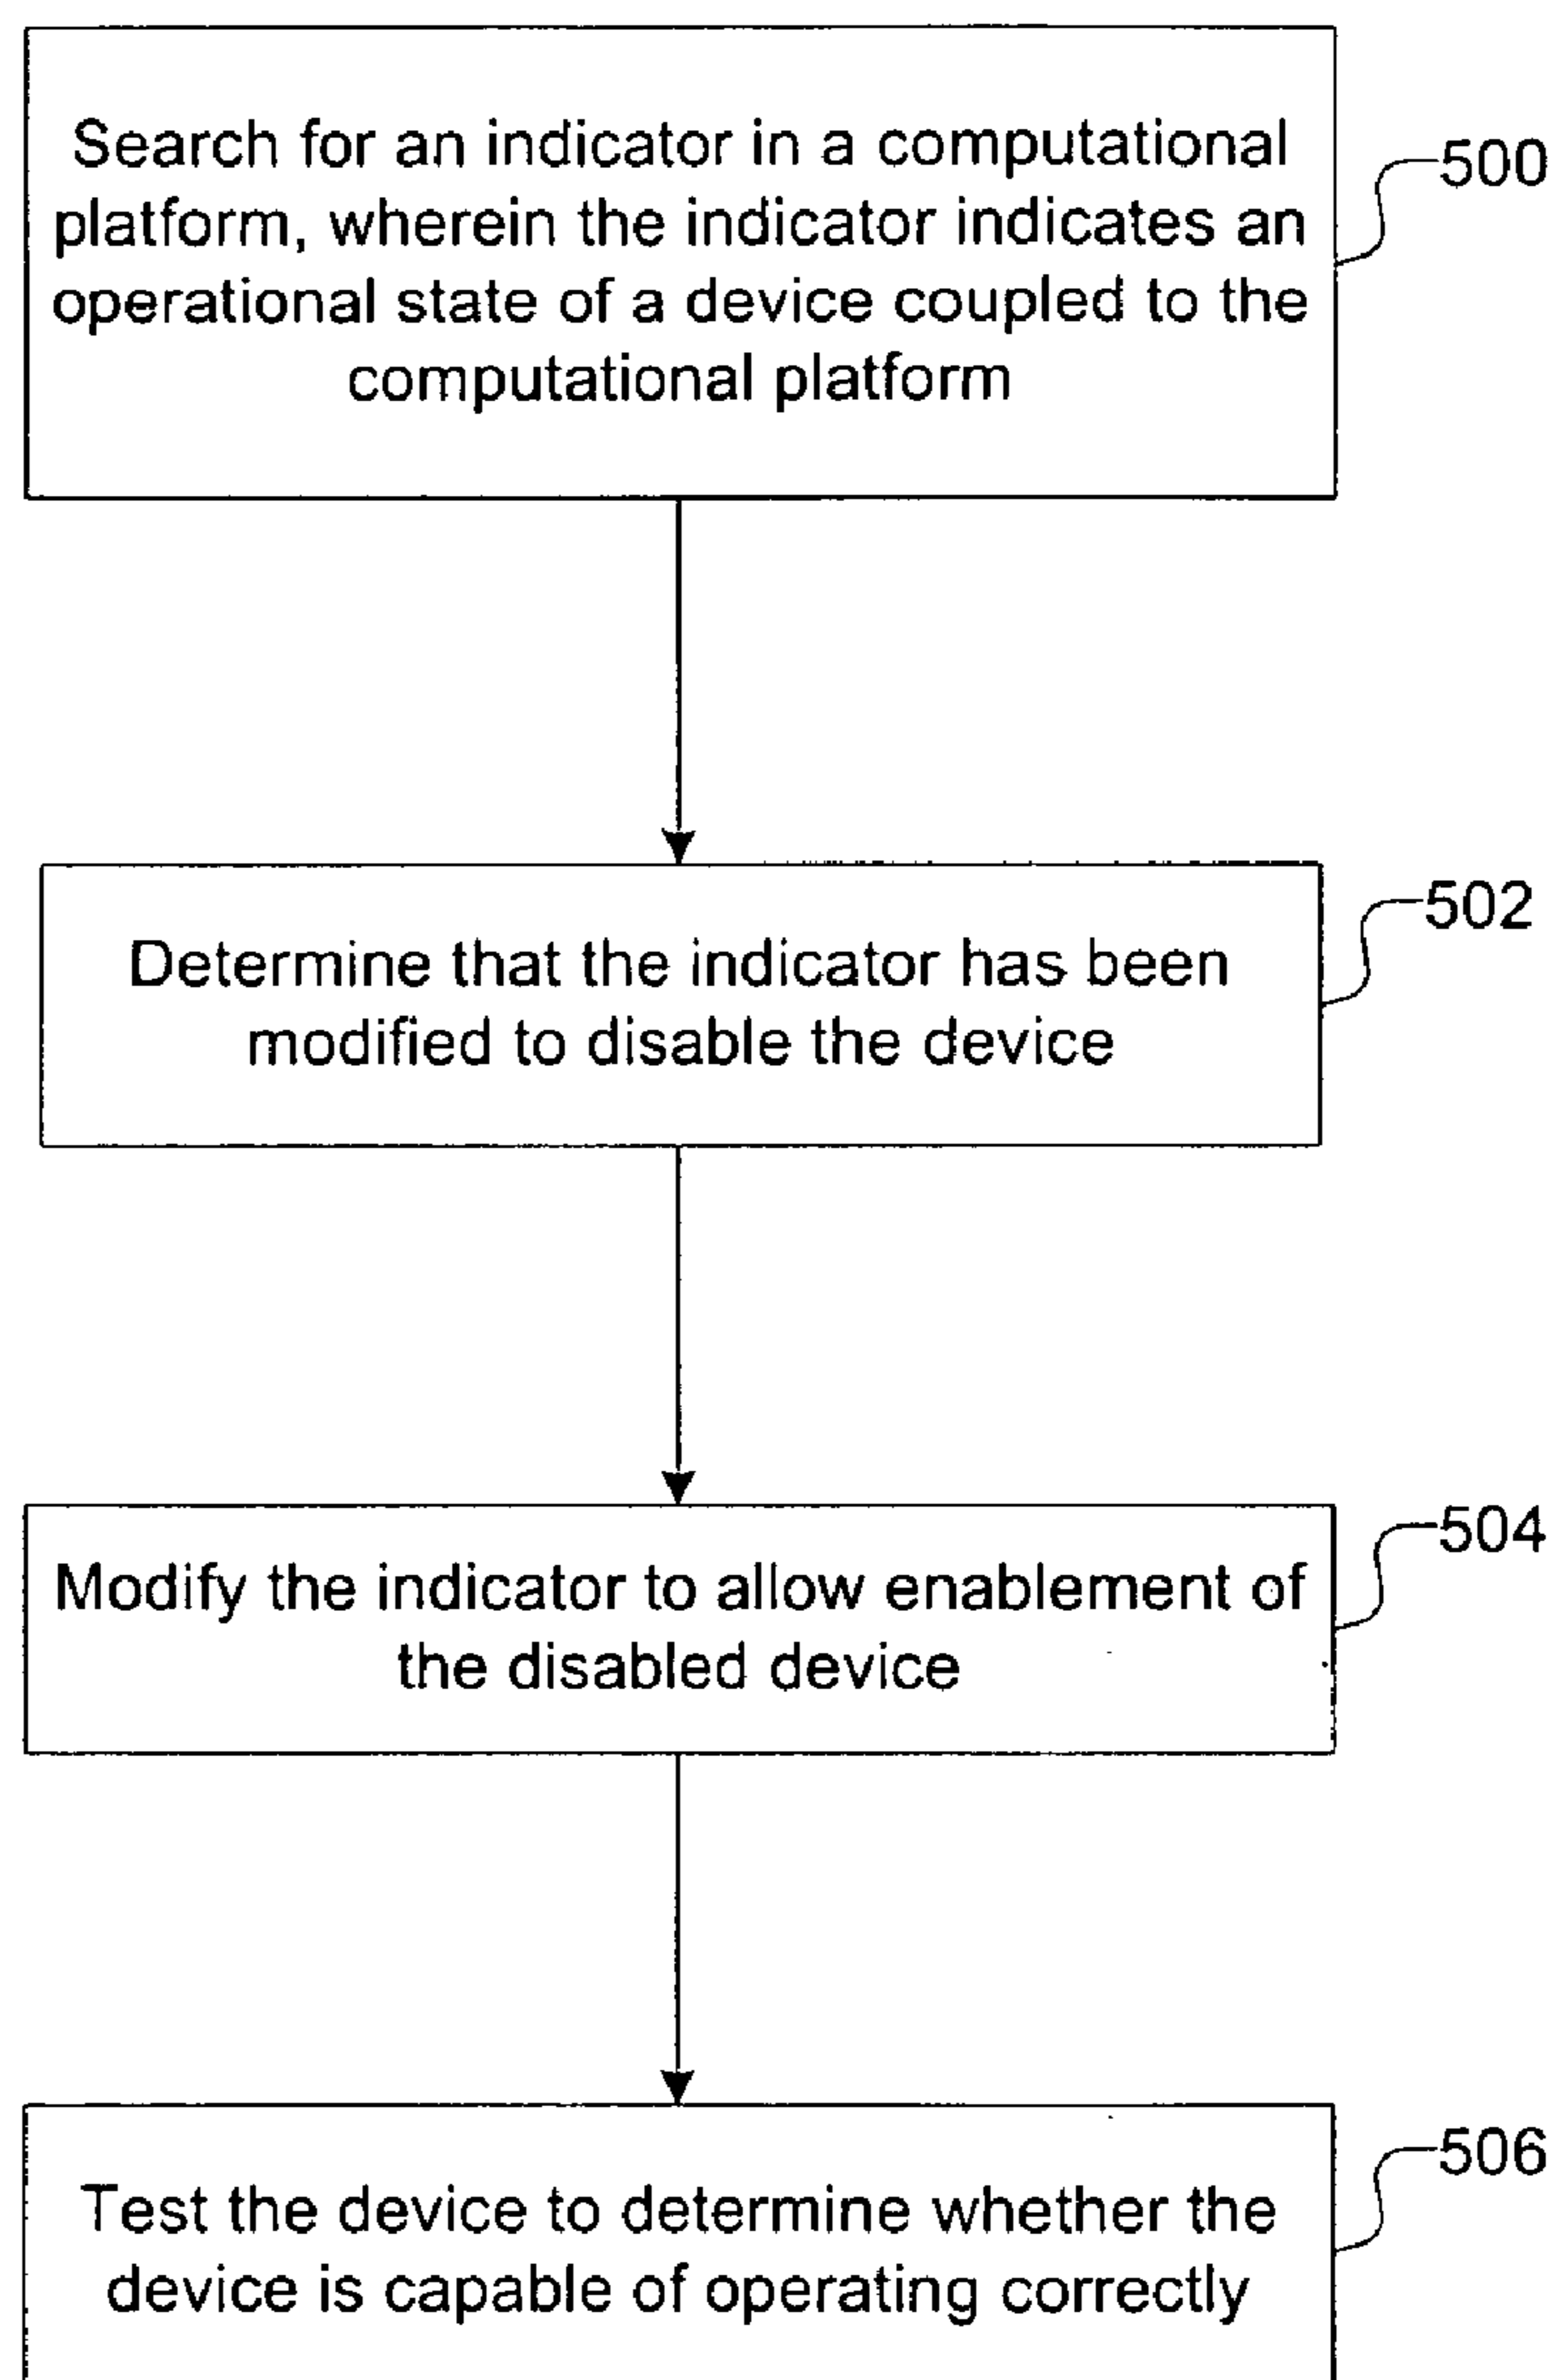 Search for an indicator in a computational
platform, wherein the indicator indicates an
operational state of a device coupled to the
computational platform
500
Determine that the indicator has been
modified to disable the device
502
Modify the indicator to allow enablement of
the disabled device
504
Test the device to determine whether the
device is capable of operating correctly
506